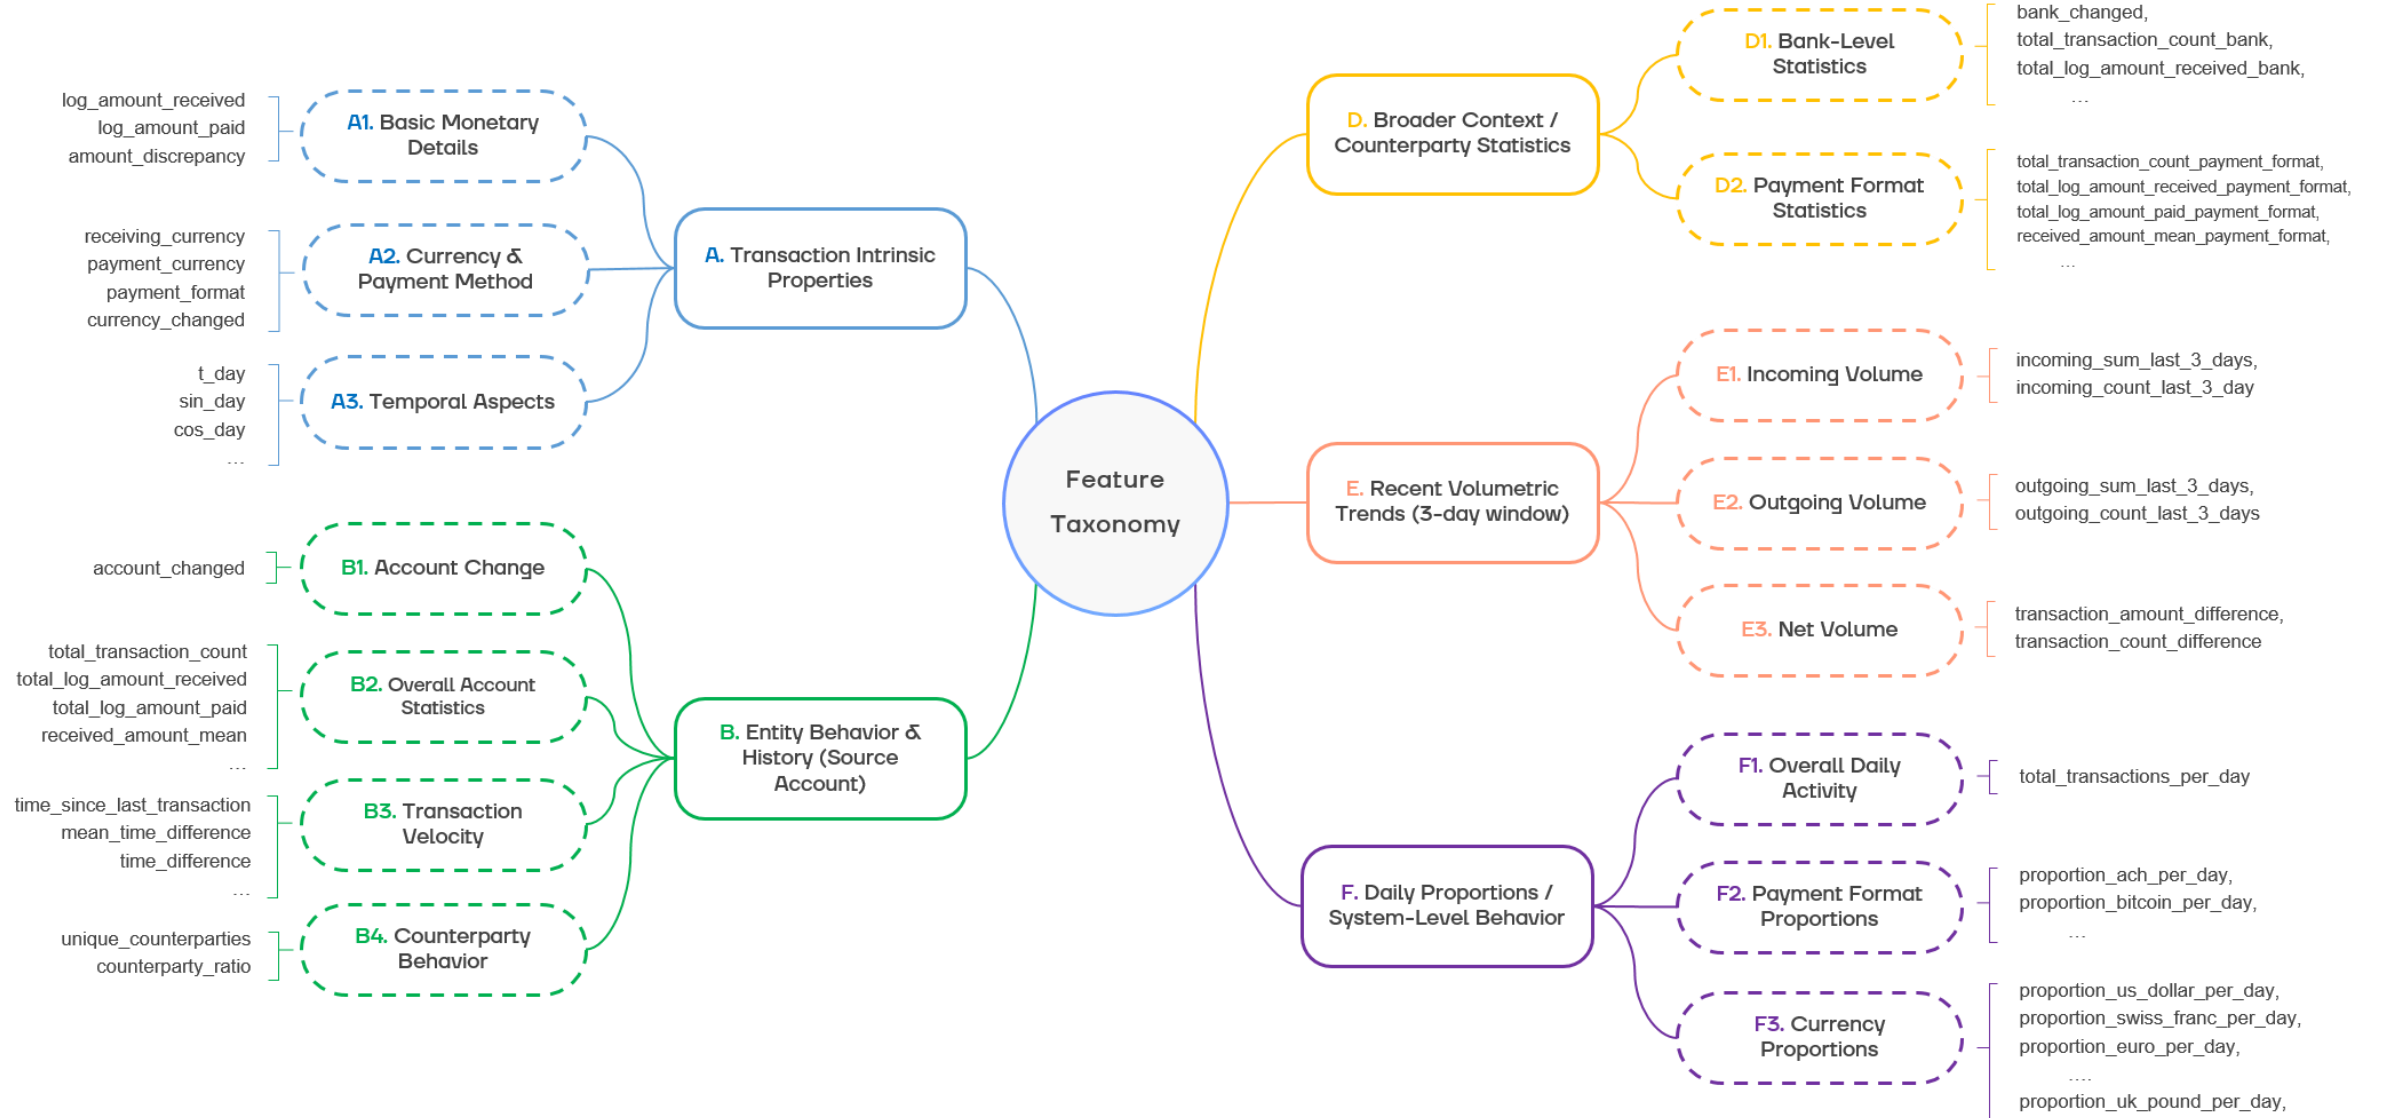 Feature
Taxonomy
A. Transaction Intrinsic
Properties
A1. Basic Monetary
Details
log_amount_received
log_amount_paid
amount_discrepancy
A2. Currency &
Payment Method
receiving_currency
payment_currency
payment_format
currency_changed
A3. Temporal Aspects
t_day
sin_day
cos_day
...
B. Entity Behavior &
History (Source
Account)
B1. Account Change
account_changed
B2. Overall Account
Statistics
total_transaction_count
total_log_amount_received
total_log_amount_paid
received_amount_mean
...
B3. Transaction
Velocity
time_since_last_transaction
mean_time_difference
time_difference
...
B4. Counterparty
Behavior
unique_counterparties
counterparty_ratio
D. Broader Context /
Counterparty Statistics
D1. Bank-Level
Statistics
bank_changed,
total_transaction_count_bank,
total_log_amount_received_bank,
...
D2. Payment Format
Statistics
total_transaction_count_payment_format,
total_log_amount_received_payment_format,
total_log_amount_paid_payment_format,
received_amount_mean_payment_format,
...
E. Recent Volumetric
Trends (3-day window)
E1. Incoming Volume
incoming_sum_last_3_days,
incoming_count_last_3_day
E2. Outgoing Volume
outgoing_sum_last_3_days,
outgoing_count_last_3_days
E3. Net Volume
transaction_amount_difference,
transaction_count_difference
F. Daily Proportions /
System-Level Behavior
F1. Overall Daily
Activity
total_transactions_per_day
F2. Payment Format
Proportions
proportion_ach_per_day,
proportion_bitcoin_per_day,
...
F3. Currency
Proportions
proportion_us_dollar_per_day,
proportion_swiss_franc_per_day,
proportion_euro_per_day,
....
proportion_uk_pound_per_day,